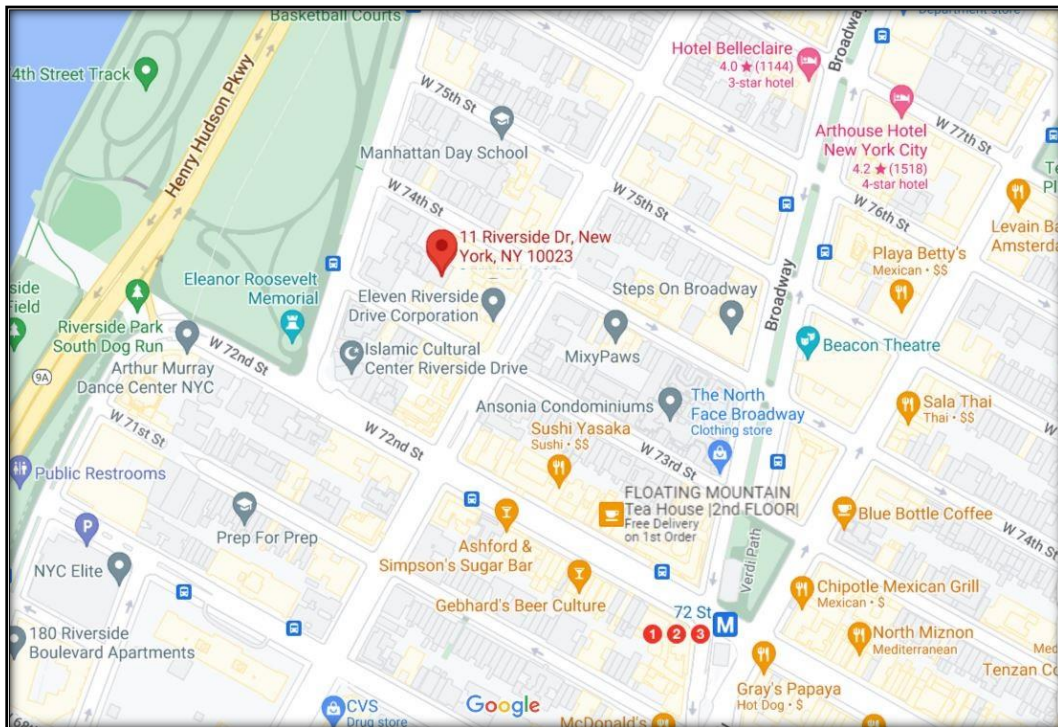 Basketball Courts
Department store
4th Street Track
Henry Hudson Pkwy
Hotel Belleclaire
4.0 ★ (1144)
3-star hotel
Broadway
W 75th St
Manhattan Day School
Arthouse Hotel
New York City
4.2 ★ (1518)
4-star hotel
W 77th St
W 74th St
W 75th St
W 76th St
Levain Ba
Amsterda
11 Riverside Dr, New
York, NY 10023
Playa Betty's
Mexican • $$
side
Field
Eleanor Roosevelt
Memorial
Eleven Riverside
Drive Corporation
Steps On Broadway
Broadway
Riverside Park
South Dog Run
Arthur Murray
Dance Center NYC
W 72nd St
Islamic Cultural
Center Riverside Drive
MixyPaws
Beacon Theatre
9A
Ansonia Condominiums
The North
Face Broadway
Clothing store
Sala Thai
Thai • $$
W 71st St
W 72nd St
Sushi Yasaka
Sushi • $$
W 73rd St
Public Restrooms
FLOATING MOUNTAIN
Tea House |2nd FLOOR|
Free Delivery
on 1st Order
P
Prep For Prep
Blue Bottle Coffee
W 74th St
NYC Elite
Ashford &
Simpson's Sugar Bar
Verdi Path
Gebhard's Beer Culture
Chipotle Mexican Grill
Mexican • $
180 Riverside
Boulevard Apartments
72 St
1 2 3
M
North Miznon
Mediterranean
Tenzan Co
Gray's Papaya
Hot Dog • $
CVS
Drug store
Google
McDonald's